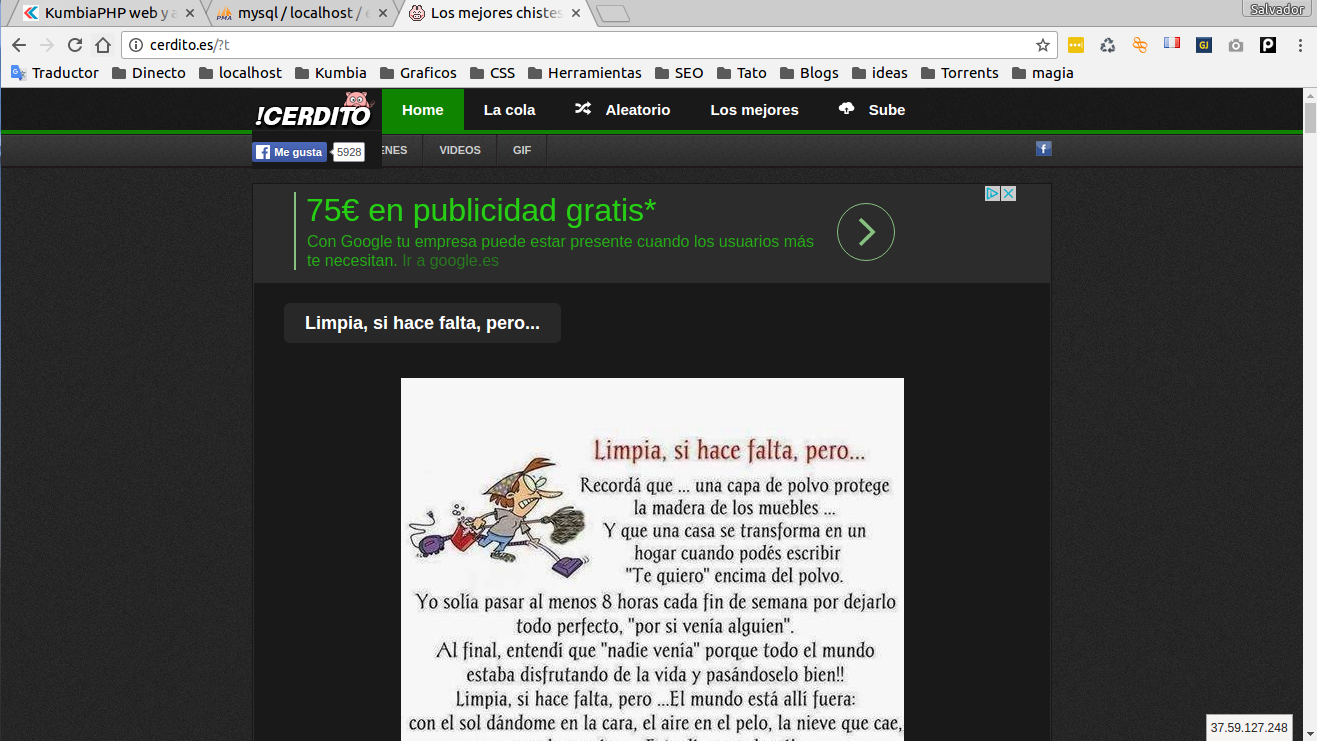 KumbiaPHP web y a
mysql / localhost / e
Los mejores chistes
Salvador
cerdito.es/?t
Traductor Dinecto localhost Kumbia Graficos CSS Herramientas SEO Tato Blogs ideas Torrents magia
!CERDITO
Home La cola Aleatorio Los mejores Sube
Me gusta 5928
ENES VIDEOS GIF
75€ en publicidad gratis*
Con Google tu empresa puede estar presente cuando los usuarios más
te necesitan. Ir a google.es
Limpia, si hace falta, pero...
Limpia, si hace falta, pero...
Recordá que ... una capa de polvo protege
la madera de los muebles ...
Y que una casa se transforma en un
hogar cuando podés escribir
"Te quiero" encima del polvo.
Yo solía pasar al menos 8 horas cada fin de semana por dejarlo
todo perfecto, "por si venía alguien".
Al final, entendí que "nadie venía" porque todo el mundo
estaba disfrutando de la vida y pasándoselo bien!!
Limpia, si hace falta, pero ...El mundo está allí fuera:
con el sol dándome en la cara, el aire en el pelo, la nieve que cae,
37.59.127.248